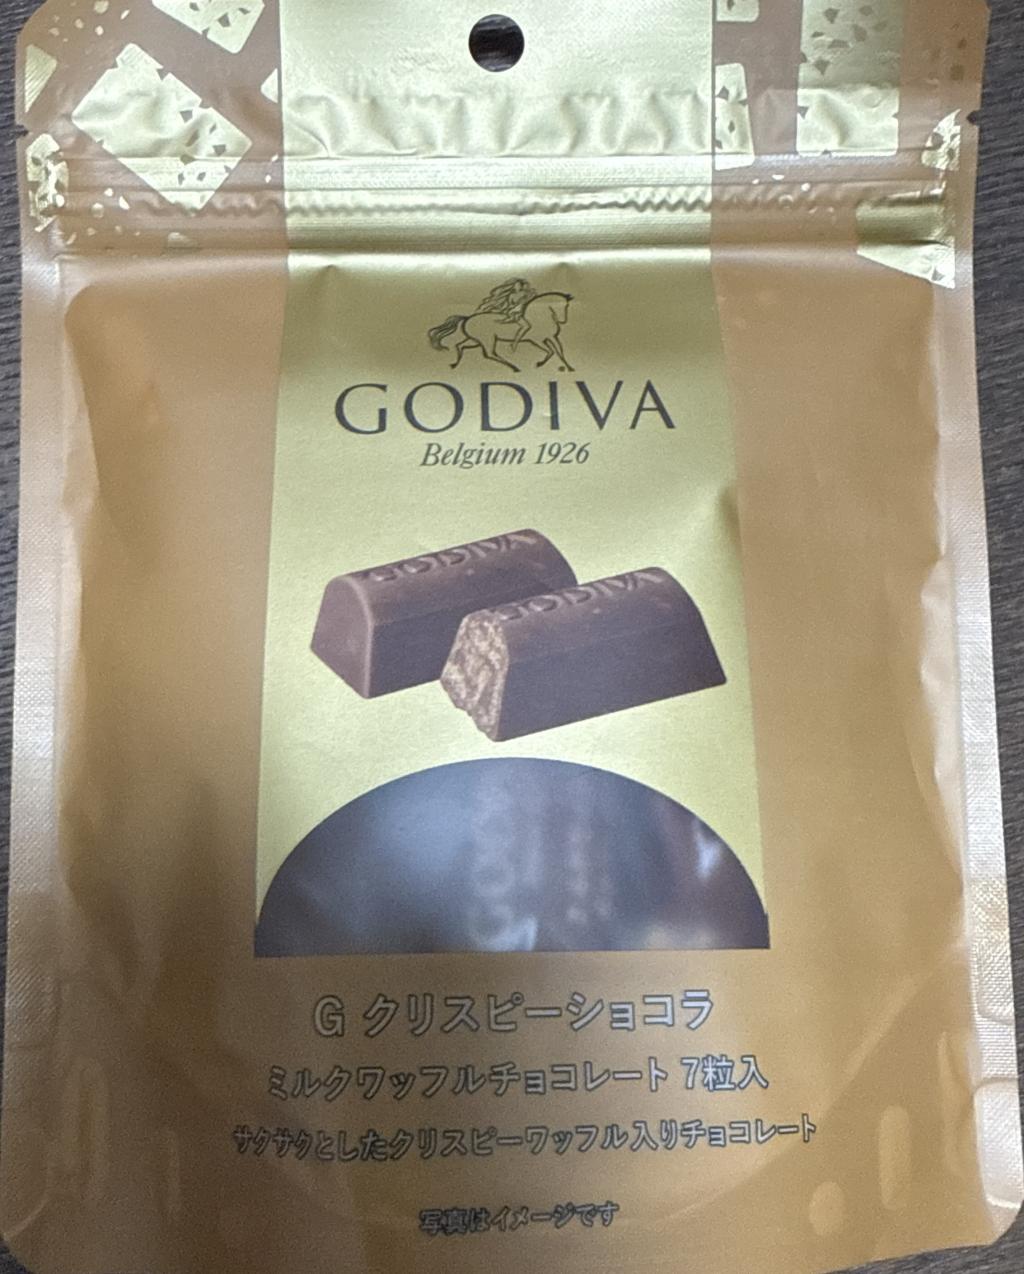 GODIVA
Belgium 1926
GODIVA
GODIVA
G クリスピーショコラ
ミルクワッフルチョコレート 7粒入
サクサクとしたクリスピーワッフル入りチョコレート
写真はイメージです